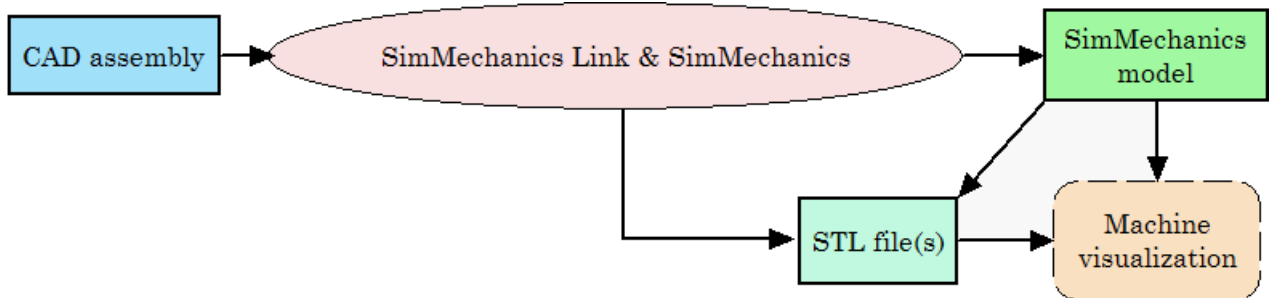 CAD assembly
SimMechanics Link & SimMechanics
SimMechanics
model
STL file(s)
Machine
visualization